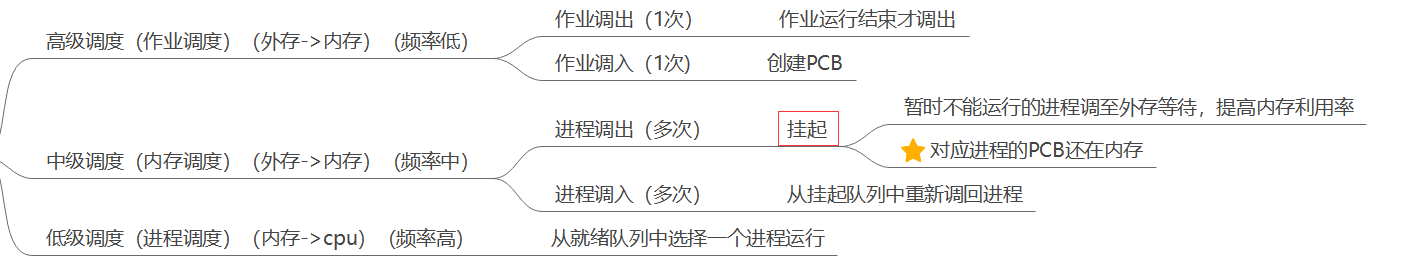 作业调出（1次） 作业运行结束才调出
高级调度（作业调度）（外存->内存）（频率低）
作业调入（1次） 创建PCB
暂时不能运行的进程调至外存等待，提高内存利用率
进程调出（多次） 挂起
对应进程的PCB还在内存
中级调度（内存调度）（外存->内存）（频率中）
进程调入（多次） 从挂起队列中重新调回进程
低级调度（进程调度）（内存->cpu）（频率高） 从就绪队列中选择一个进程运行